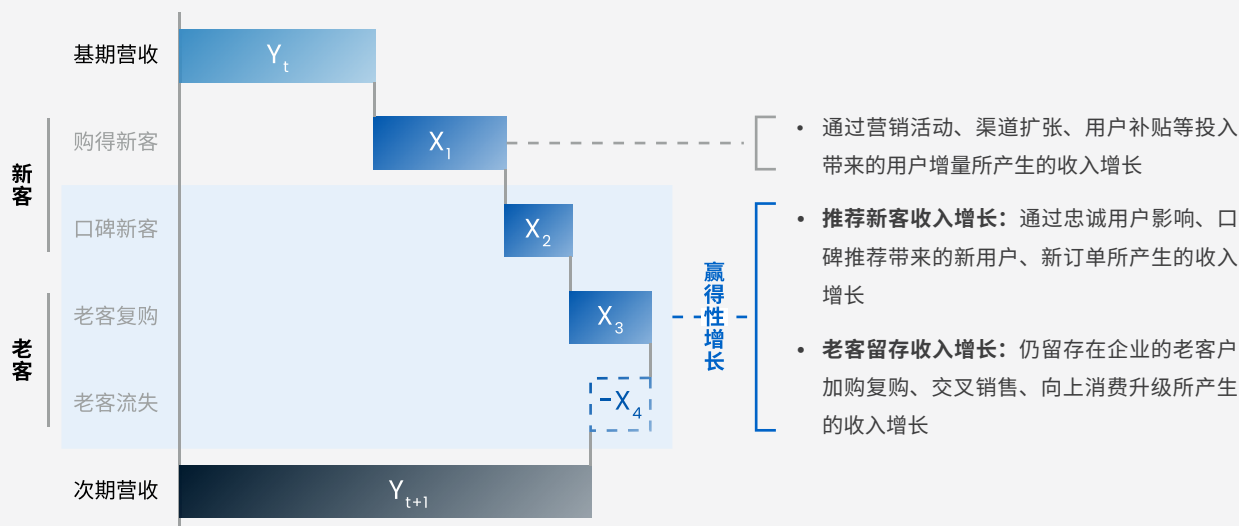 基期营收
Yt
新客
购得新客
X1
• 通过营销活动、渠道扩张、用户补贴等投入
带来的用户增量所产生的收入增长
口碑新客
X2
老客
老客复购
X3
老客流失
-X4
赢得性增长
• 推荐新客收入增长：通过忠诚用户影响、口
碑推荐带来的新用户、新订单所产生的收入
增长
• 老客留存收入增长：仍留存在企业的老客户
加购复购、交叉销售、向上消费升级所产生
的收入增长
次期营收
Yt+1